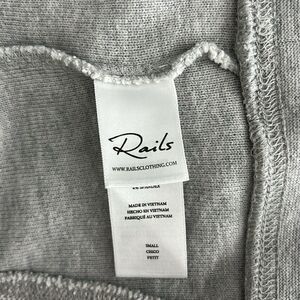 Rails
WWW.RAILSCLOTHING.COM
MADE IN VIETNAM
HECHO EN VIETNAM
FABRIQUÉ AU VIETNAM
SMALL
CHICO
PETIT